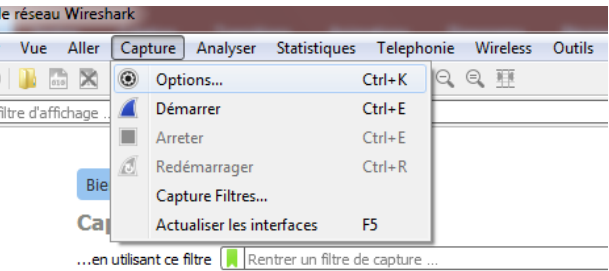 de réseau Wireshark
Vue Aller Capture Analyser Statistiques Telephonie Wireless Outils
Options... Ctrl+K
filtre d'affichage ...
Démarrer Ctrl+E
Arreter Ctrl+E
Redémarrager Ctrl+R
Bie
Capture Filtres...
Cap
Actualiser les interfaces F5
...en utilisant ce filtre Rentrer un filtre de capture ...